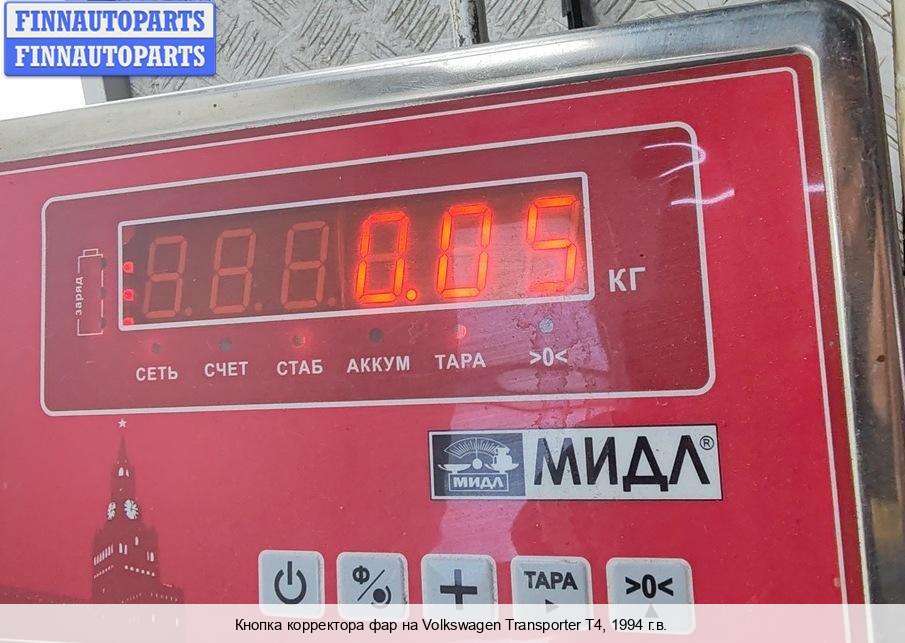 FINNAUTOPARTS
FINNAUTOPARTS
заряд
0.05
КГ
СЕТЬ СЧЕТ СТАБ АККУМ ТАРА >0<
МИДЛ МИДЛ®
Ф/ + ТАРА >0<
Кнопка корректора фар на Volkswagen Transporter T4, 1994 г.в.